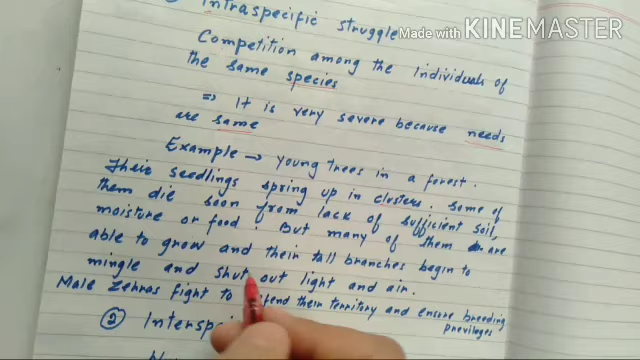 Intraspecific struggle
Made with KINEMASTER
Competition among the individuals of
the same species
⇒ It is very severe because needs
are same
Example → young trees in a forest.
Their seedlings spring up in clusters. Some of
them die soon from lack of sufficient soil,
moisture or food. But many of them are
able to grow and their tall branches begin to
mingle and shut out light and air.
Male Zebras fight to their territory and ensure breeding
previleges
②